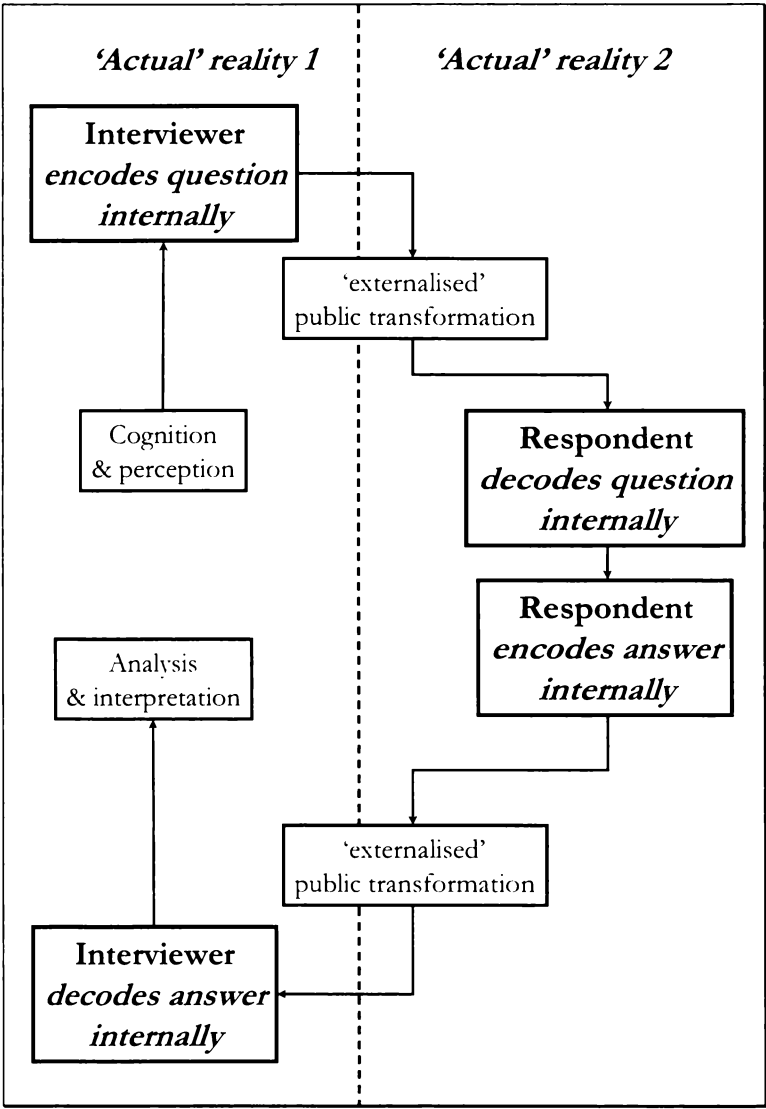 ‘Actual’ reality 1
‘Actual’ reality 2
Interviewer
encodes question
internally
‘externalised’
public transformation
Cognition
& perception
Respondent
decodes question
internally
Respondent
encodes answer
internally
Analysis
& interpretation
‘externalised’
public transformation
Interviewer
decodes answer
internally